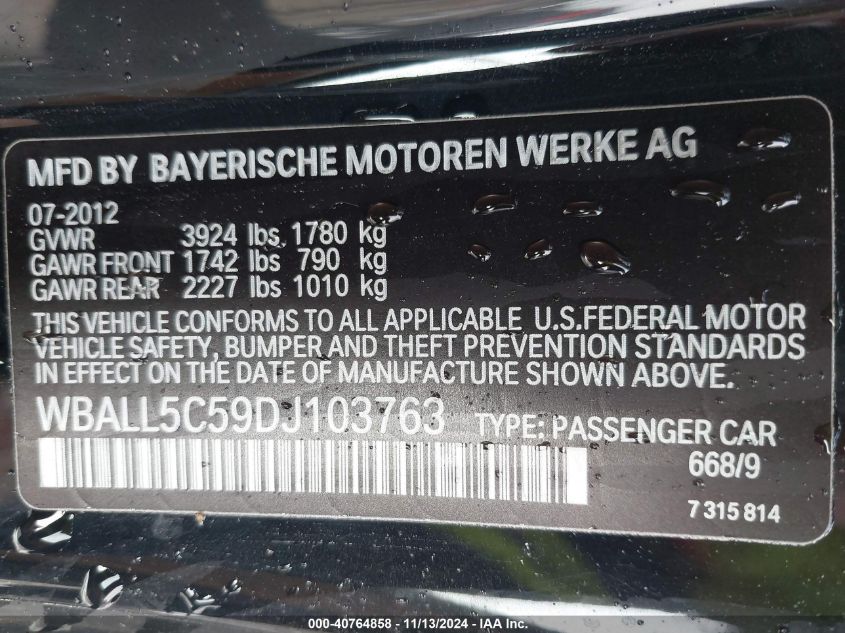 MFD BY BAYERISCHE MOTOREN WERKE AG
07-2012
GVWR 3924 lbs 1780 kg
GAWR FRONT 1742 lbs 790 kg
GAWR REAR 2227 lbs 1010 kg
THIS VEHICLE CONFORMS TO ALL APPLICABLE U.S.FEDERAL MOTOR
VEHICLE SAFETY, BUMPER AND THEFT PREVENTION STANDARDS
IN EFFECT ON THE DATE OF MANUFACTURE SHOWN ABOVE.
WBALL5C59DJ103763 TYPE: PASSENGER CAR
668/9
7 315 814
000-40764858 - 11/13/2024 - IAA Inc.